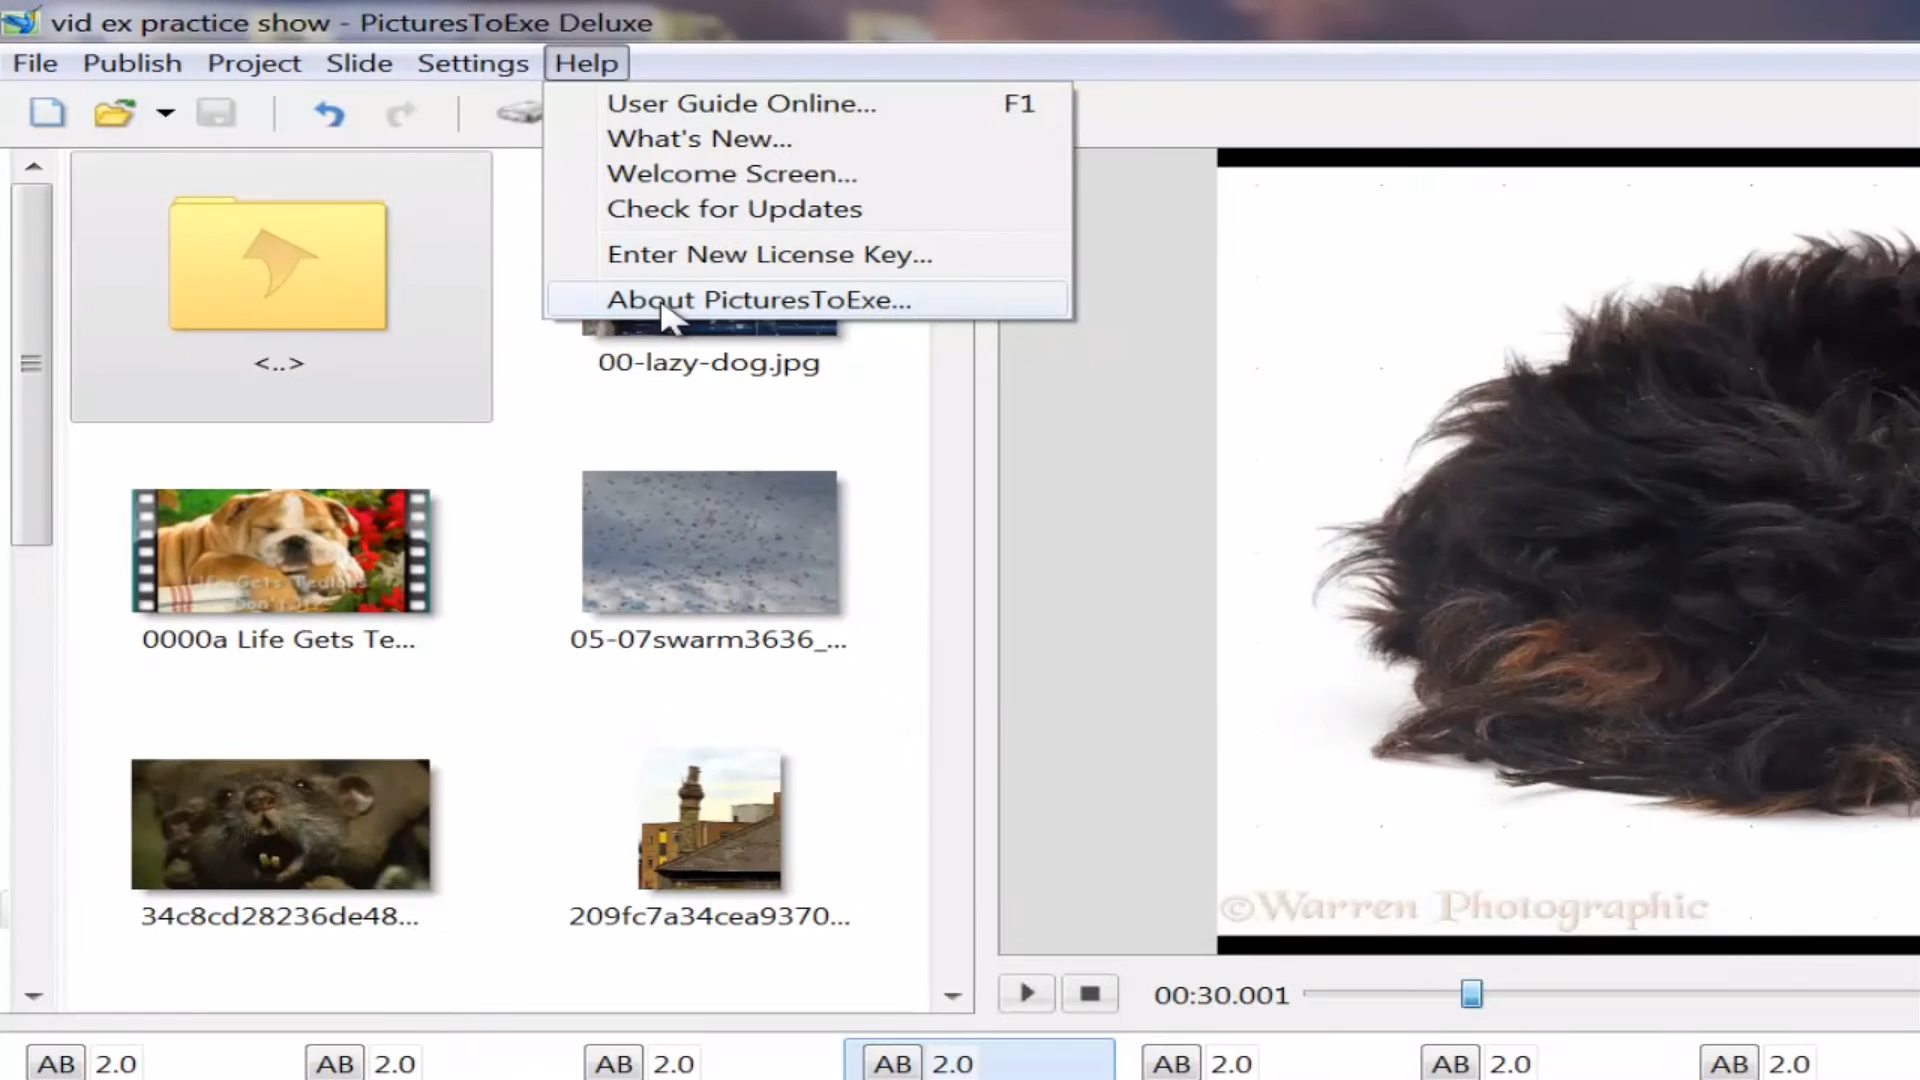 vid ex practice show - PicturesToExe Deluxe
File Publish Project Slide Settings Help
User Guide Online... F1
What's New...
Welcome Screen...
Check for Updates
Enter New License Key...
About PicturesToExe...
<..>
00-lazy-dog.jpg
Life Gets
Don't
0000a Life Gets Te...
05-07swarm3636_...
34c8cd28236de48...
209fc7a34cea9370...
©Warren Photographic
00:30.001
AB 2.0 AB 2.0 AB 2.0 AB 2.0 AB 2.0 AB 2.0 AB 2.0